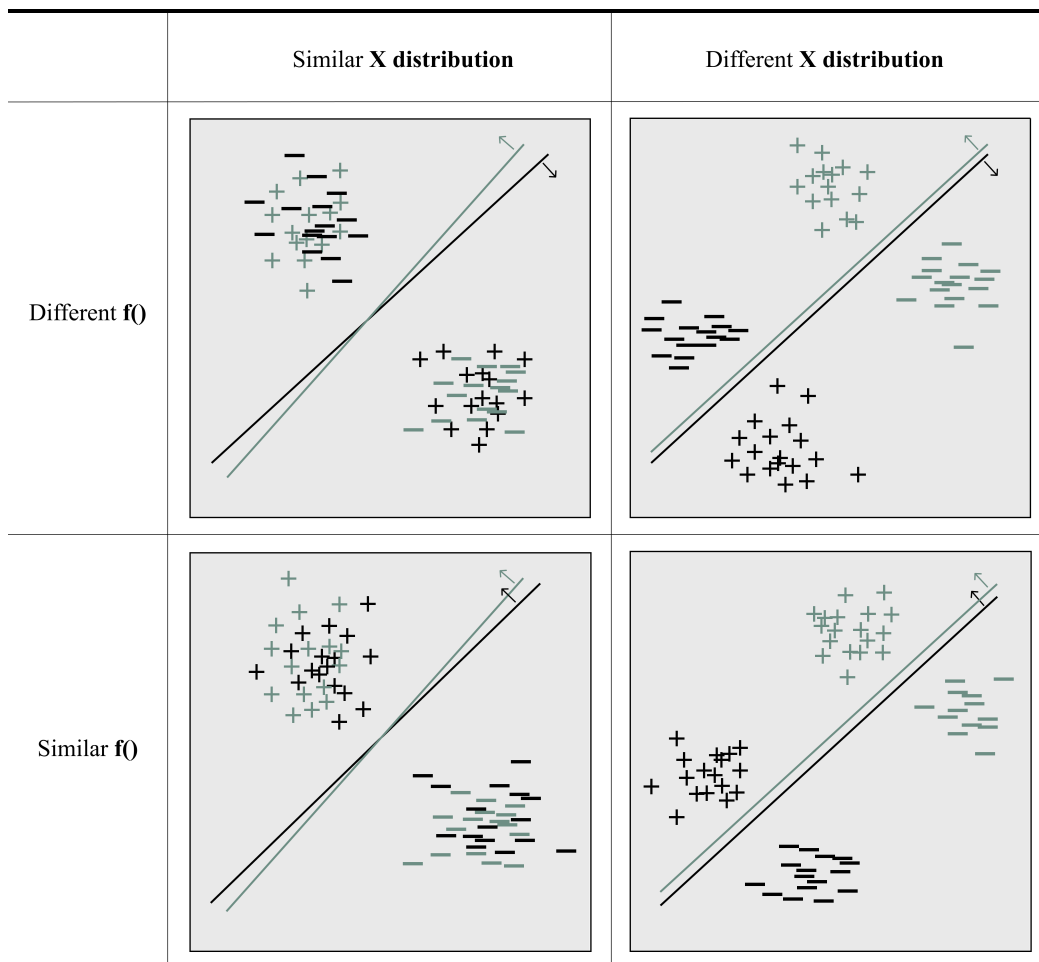 Similar X distribution
Different X distribution
Different f()
Similar f()